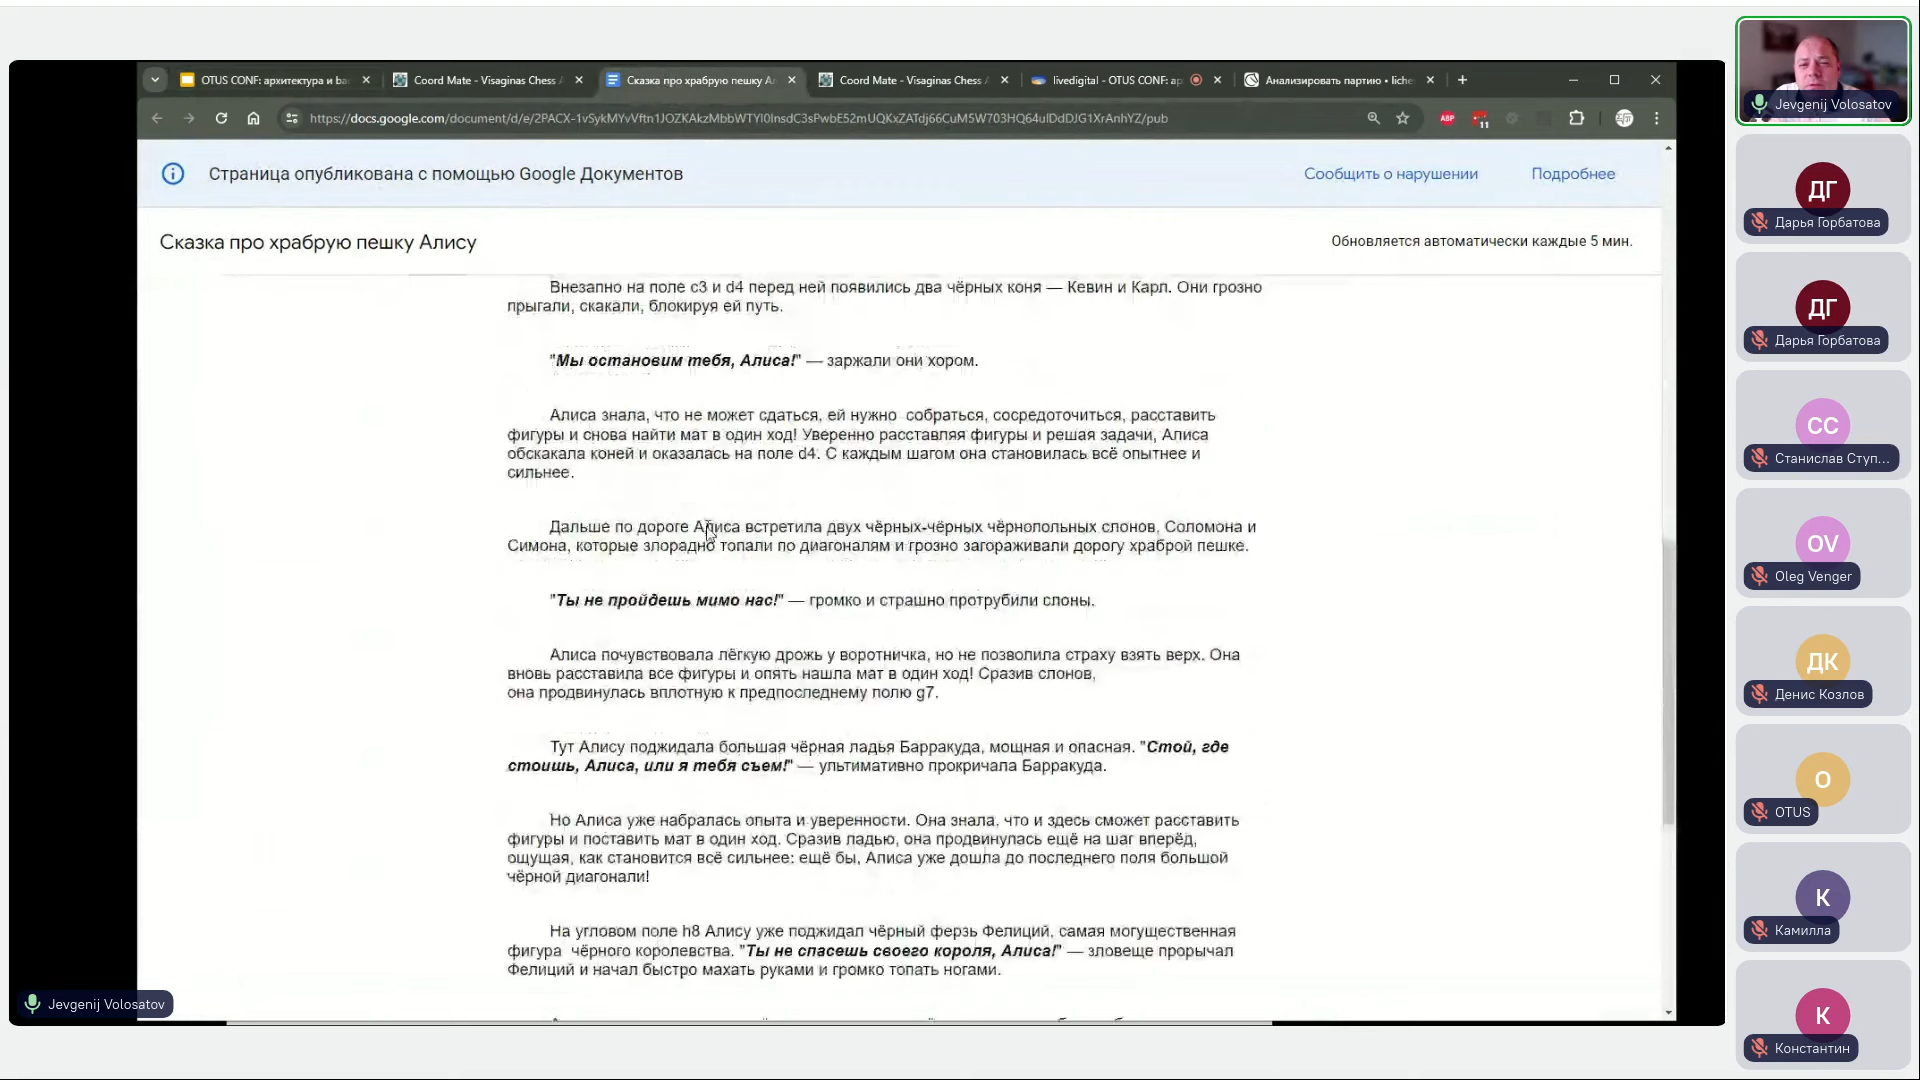 OTUS CONF: архитектура и ba
Coord Mate - Visaginas Chess A
Сказка про храбрую пешку Ал
Coord Mate - Visaginas Chess A
livedigital - OTUS CONF: ар
Анализировать партию • liche
docs.google.com/document/d/e/2PACX-1vSykMYvVftn1JOZKAkzMbbWTYl0InsdC3sPwbE52mUQKxZATdj66CuM5W703HQ64ulDdDJG1XrAnhYZ/pub
ABP
11
Страница опубликована с помощью Google Документов
Сообщить о нарушении
Подробнее
Сказка про храбрую пешку Алису
Обновляется автоматически каждые 5 мин.
Внезапно на поле c3 и d4 перед ней появились два чёрных коня — Кевин и Карл. Они грозно
прыгали, скакали, блокируя ей путь.
"Мы остановим тебя, Алиса!" — заржали они хором.
Алиса знала, что не может сдаться, ей нужно собраться, сосредоточиться, расставить
фигуры и снова найти мат в один ход! Уверенно расставляя фигуры и решая задачи, Алиса
обскакала коней и оказалась на поле d4. С каждым шагом она становилась всё опытнее и
сильнее.
Дальше по дороге Алиса встретила двух чёрных-чёрных чёрнопольных слонов, Соломона и
Симона, которые злорадно топали по диагоналям и грозно загораживали дорогу храброй пешке.
"Ты не пройдешь мимо нас!" — громко и страшно протрубили слоны.
Алиса почувствовала лёгкую дрожь у воротничка, но не позволила страху взять верх. Она
вновь расставила все фигуры и опять нашла мат в один ход! Сразив слонов,
она продвинулась вплотную к предпоследнему полю g7.
Тут Алису поджидала большая чёрная ладья Барракуда, мощная и опасная. "Стой, где
стоишь, Алиса, или я тебя съем!" — ультимативно прокричала Барракуда.
Но Алиса уже набралась опыта и уверенности. Она знала, что и здесь сможет расставить
фигуры и поставить мат в один ход. Сразив ладью, она продвинулась ещё на шаг вперёд,
ощущая, как становится всё сильнее: ещё бы, Алиса уже дошла до последнего поля большой
чёрной диагонали!
На угловом поле h8 Алису уже поджидал чёрный ферзь Фелиций, самая могущественная
фигура чёрного королевства. "Ты не спасешь своего короля, Алиса!" — зловеще прорычал
Фелиций и начал быстро махать руками и громко топать ногами.
Jevgenij Volosatov
Jevgenij Volosatov
ДГ
Дарья Горбатова
ДГ
Дарья Горбатова
СС
Станислав Ступ...
OV
Oleg Venger
ДК
Денис Козлов
O
OTUS
К
Камилла
К
Константин